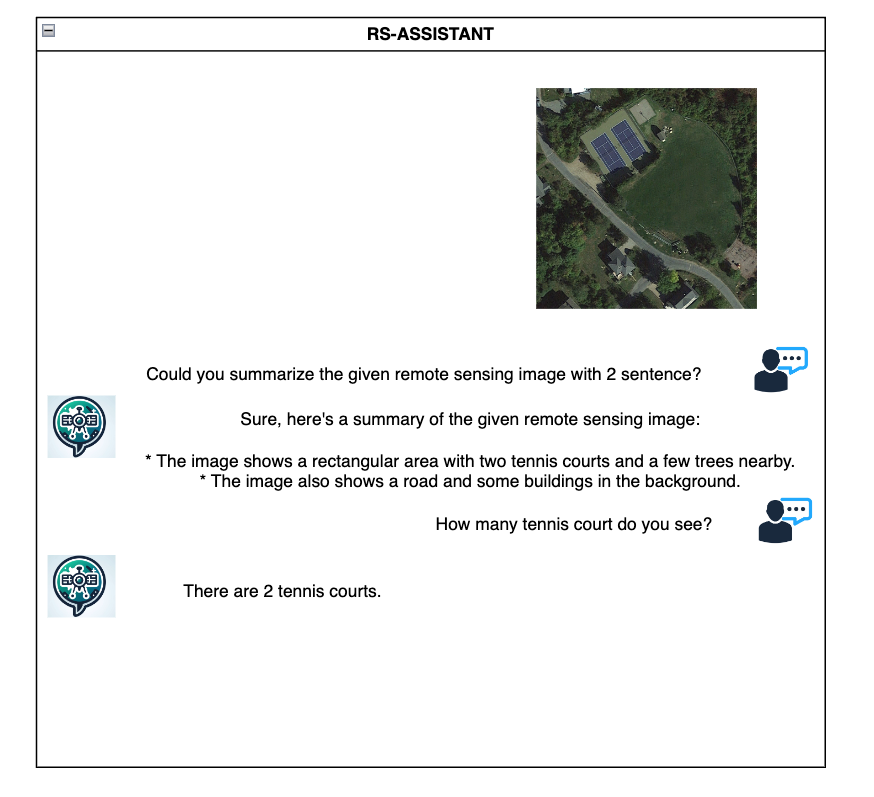 RS-ASSISTANT
Could you summarize the given remote sensing image with 2 sentence?
Sure, here's a summary of the given remote sensing image:
* The image shows a rectangular area with two tennis courts and a few trees nearby.
* The image also shows a road and some buildings in the background.
How many tennis court do you see?
There are 2 tennis courts.